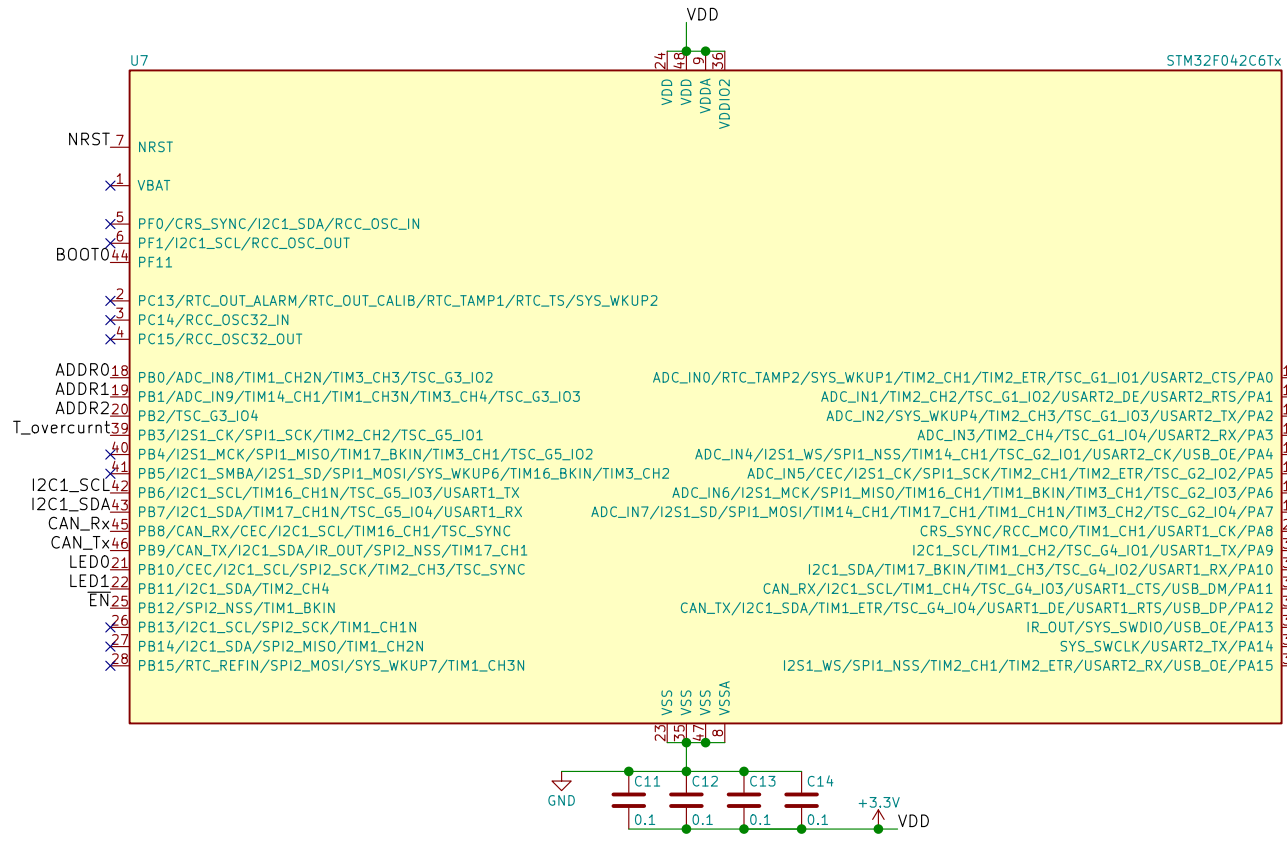 VDD
U7
STM32F042C6Tx
24
48
9
36
VDD
VDD
VDDA
VDDIO2
NRST 7 NRST
1 VBAT
5 PF0/CRS_SYNC/I2C1_SDA/RCC_OSC_IN
6 PF1/I2C1_SCL/RCC_OSC_OUT
BOOT0 44 PF11
2 PC13/RTC_OUT_ALARM/RTC_OUT_CALIB/RTC_TAMP1/RTC_TS/SYS_WKUP2
3 PC14/RCC_OSC32_IN
4 PC15/RCC_OSC32_OUT
ADDR0 18 PB0/ADC_IN8/TIM1_CH2N/TIM3_CH3/TSC_G3_IO2 ADC_IN0/RTC_TAMP2/SYS_WKUP1/TIM2_CH1/TIM2_ETR/TSC_G1_IO1/USART2_CTS/PA0
ADDR1 19 PB1/ADC_IN9/TIM14_CH1/TIM1_CH3N/TIM3_CH4/TSC_G3_IO3 ADC_IN1/TIM2_CH2/TSC_G1_IO2/USART2_DE/USART2_RTS/PA1
ADDR2 20 PB2/TSC_G3_IO4 ADC_IN2/SYS_WKUP4/TIM2_CH3/TSC_G1_IO3/USART2_TX/PA2
T_overcurnt 39 PB3/I2S1_CK/SPI1_SCK/TIM2_CH2/TSC_G5_IO1 ADC_IN3/TIM2_CH4/TSC_G1_IO4/USART2_RX/PA3
40 PB4/I2S1_MCK/SPI1_MISO/TIM17_BKIN/TIM3_CH1/TSC_G5_IO2 ADC_IN4/I2S1_WS/SPI1_NSS/TIM14_CH1/TSC_G2_IO1/USART2_CK/USB_OE/PA4
41 PB5/I2C1_SMBA/I2S1_SD/SPI1_MOSI/SYS_WKUP6/TIM16_BKIN/TIM3_CH2 ADC_IN5/CEC/I2S1_CK/SPI1_SCK/TIM2_CH1/TIM2_ETR/TSC_G2_IO2/PA5
I2C1_SCL 42 PB6/I2C1_SCL/TIM16_CH1N/TSC_G5_IO3/USART1_TX ADC_IN6/I2S1_MCK/SPI1_MISO/TIM16_CH1/TIM1_BKIN/TIM3_CH1/TSC_G2_IO3/PA6
I2C1_SDA 43 PB7/I2C1_SDA/TIM17_CH1N/TSC_G5_IO4/USART1_RX ADC_IN7/I2S1_SD/SPI1_MOSI/TIM14_CH1/TIM17_CH1/TIM1_CH1N/TIM3_CH2/TSC_G2_IO4/PA7
CAN_Rx 45 PB8/CAN_RX/CEC/I2C1_SCL/TIM16_CH1/TSC_SYNC CRS_SYNC/RCC_MCO/TIM1_CH1/USART1_CK/PA8
CAN_Tx 46 PB9/CAN_TX/I2C1_SDA/IR_OUT/SPI2_NSS/TIM17_CH1 I2C1_SCL/TIM1_CH2/TSC_G4_IO1/USART1_TX/PA9
LED0 21 PB10/CEC/I2C1_SCL/SPI2_SCK/TIM2_CH3/TSC_SYNC I2C1_SDA/TIM17_BKIN/TIM1_CH3/TSC_G4_IO2/USART1_RX/PA10
LED1 22 PB11/I2C1_SDA/TIM2_CH4 CAN_RX/I2C1_SCL/TIM1_CH4/TSC_G4_IO3/USART1_CTS/USB_DM/PA11
EN 25 PB12/SPI2_NSS/TIM1_BKIN CAN_TX/I2C1_SDA/TIM1_ETR/TSC_G4_IO4/USART1_DE/USART1_RTS/USB_DP/PA12
26 PB13/I2C1_SCL/SPI2_SCK/TIM1_CH1N IR_OUT/SYS_SWDIO/USB_OE/PA13
27 PB14/I2C1_SDA/SPI2_MISO/TIM1_CH2N SYS_SWCLK/USART2_TX/PA14
28 PB15/RTC_REFIN/SPI2_MOSI/SYS_WKUP7/TIM1_CH3N I2S1_WS/SPI1_NSS/TIM2_CH1/TIM2_ETR/USART2_RX/USB_OE/PA15
VSS
VSS
VSS
VSSA
23
35
47
8
C11 C12 C13 C14
GND
0.1 0.1 0.1 0.1
+3.3V
VDD